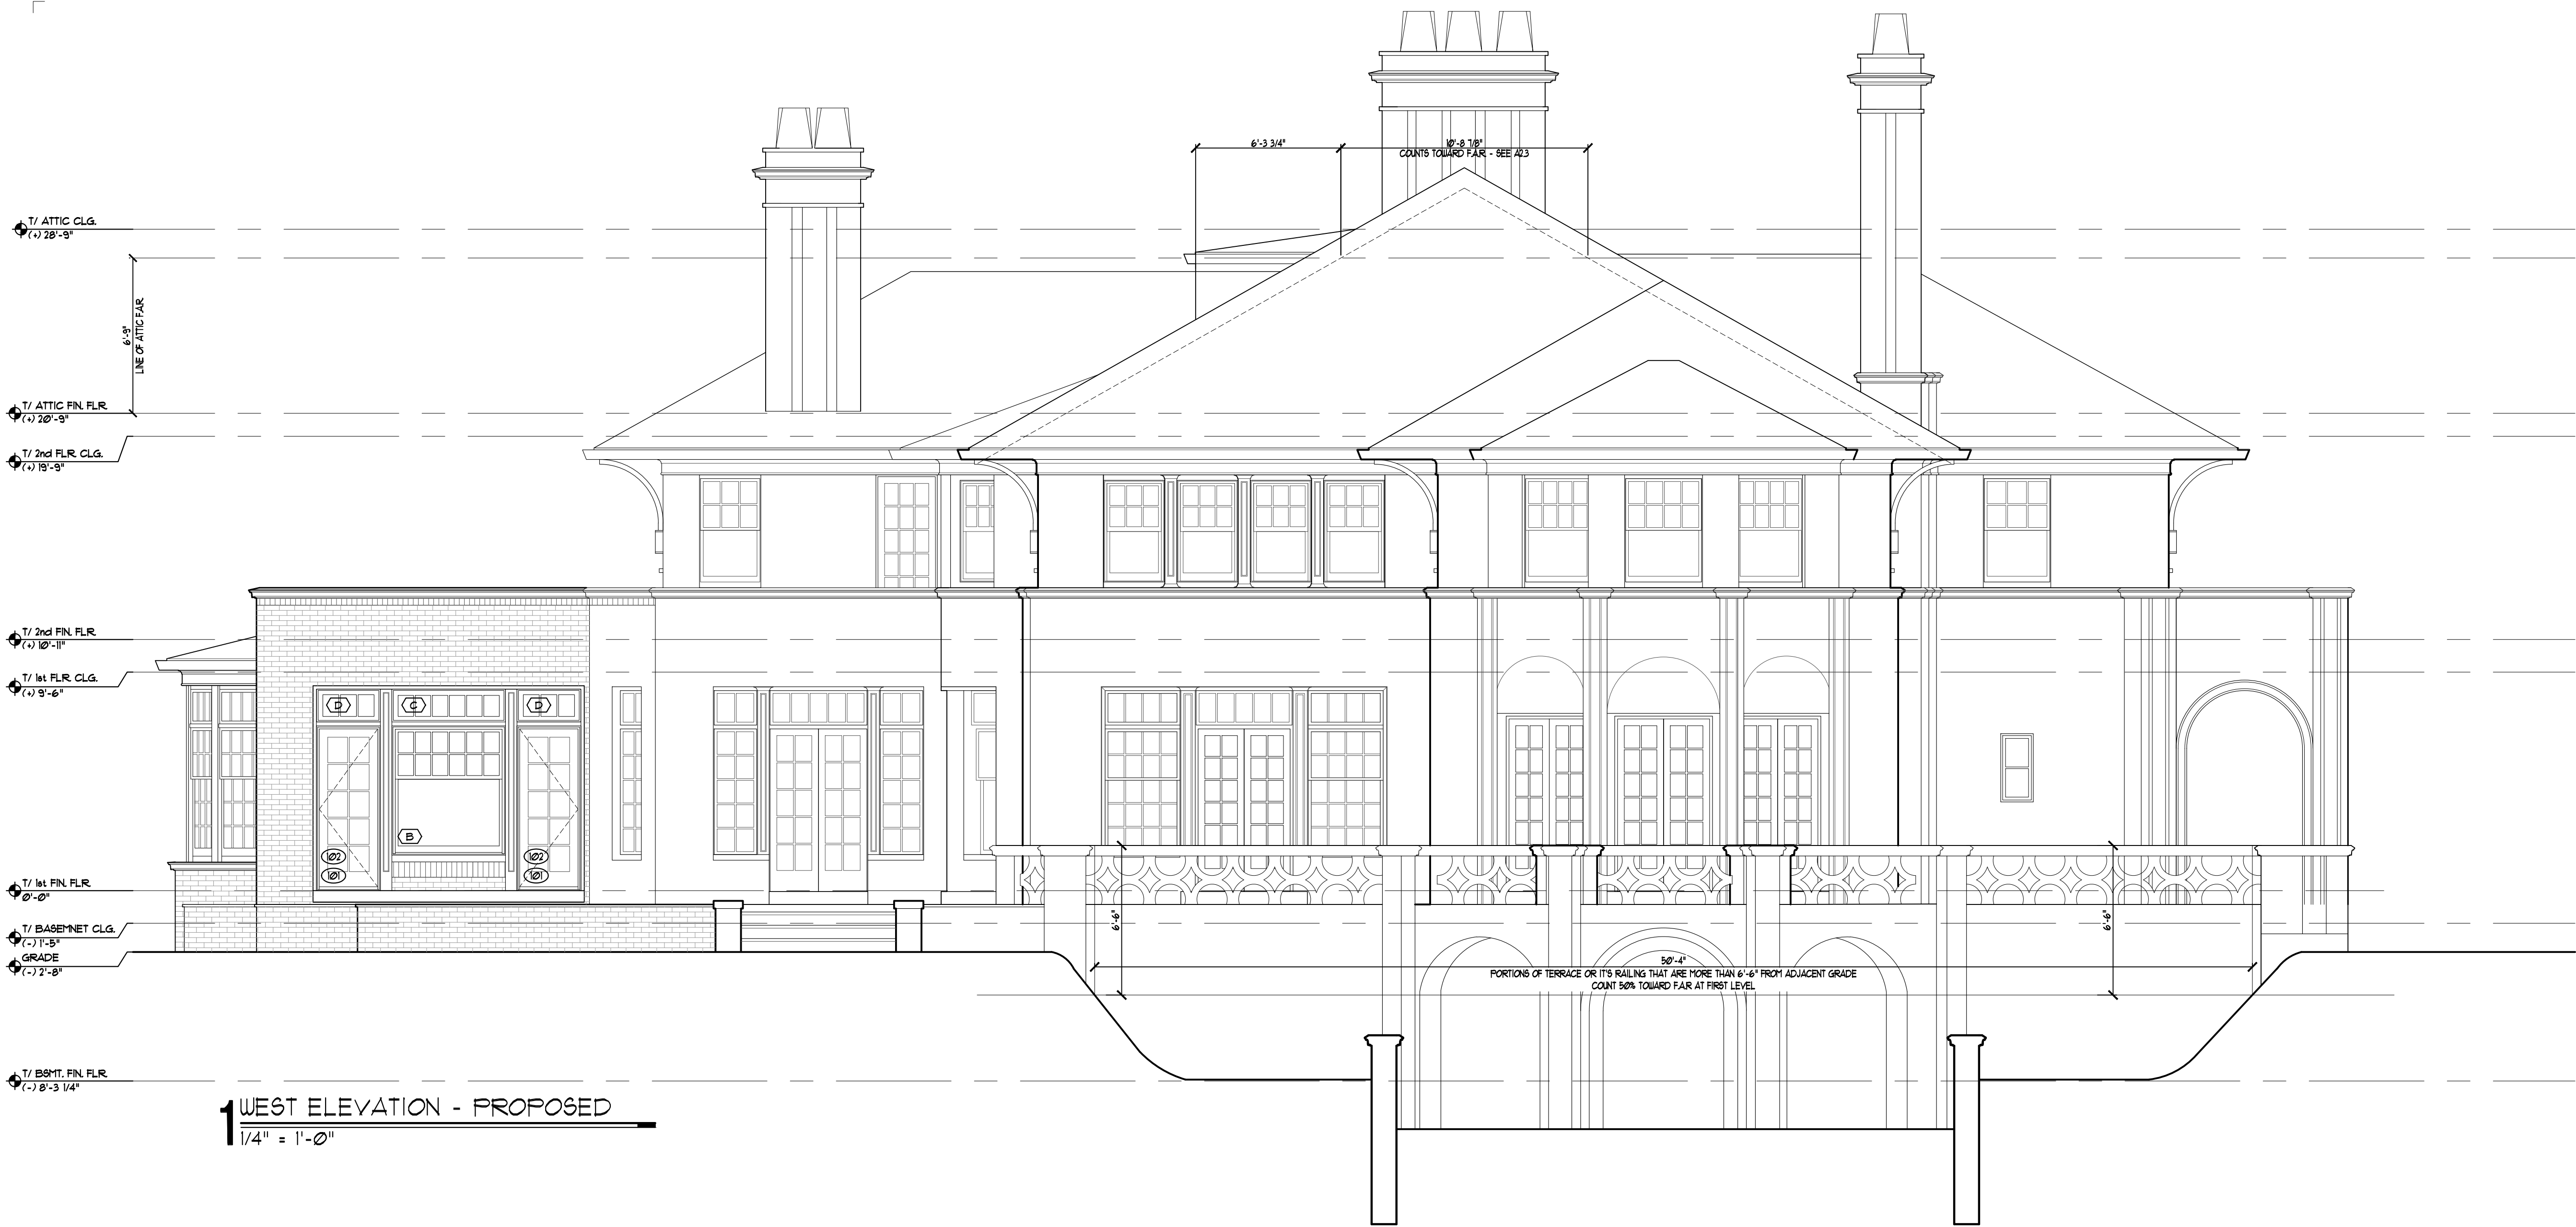 6'-3 3/4"
10'-8 7/8"
COUNTS TOWARD F.A.R. - SEE A2.3
T/ ATTIC CLG.
(+) 28'-9"
6'-9"
LINE OF ATTIC F.A.R.
T/ ATTIC FIN. FLR.
(+) 20'-9"
T/ 2nd FLR. CLG.
(+) 19'-9"
T/ 2nd FIN. FLR.
(+) 10'-11"
T/ 1st FLR. CLG.
(+) 9'-6"
D
C
D
B
102
101
102
101
T/ 1st FIN. FLR.
0'-0"
T/ BASEMNET CLG.
(-) 1'-5"
GRADE
(-) 2'-8"
6'-6"
6'-6"
50'-4"
PORTIONS OF TERRACE OR IT'S RAILING THAT ARE MORE THAN 6'-6" FROM ADJACENT GRADE
COUNT 50% TOWARD F.A.R. AT FIRST LEVEL
T/ BSMT. FIN. FLR.
(-) 8'-3 1/4"
1 WEST ELEVATION - PROPOSED
1/4" = 1'-0"